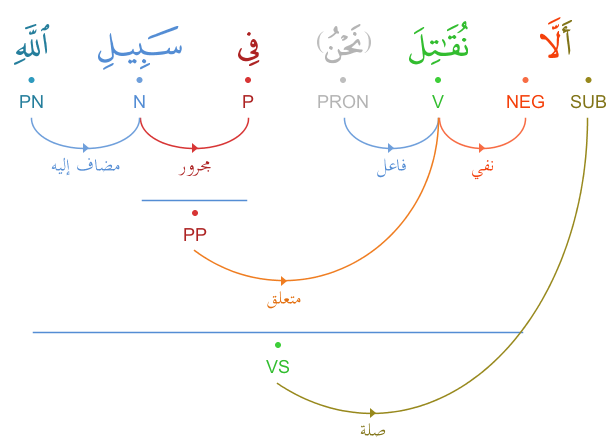 أَلَّا نُقَـٰتِلَ (نَحْنُ) فِى سَبِيلِ ٱللَّهِ
SUB NEG V PRON P N PN
نفي فاعل مجرور مضاف إليه
PP
متعلق
VS
صلة